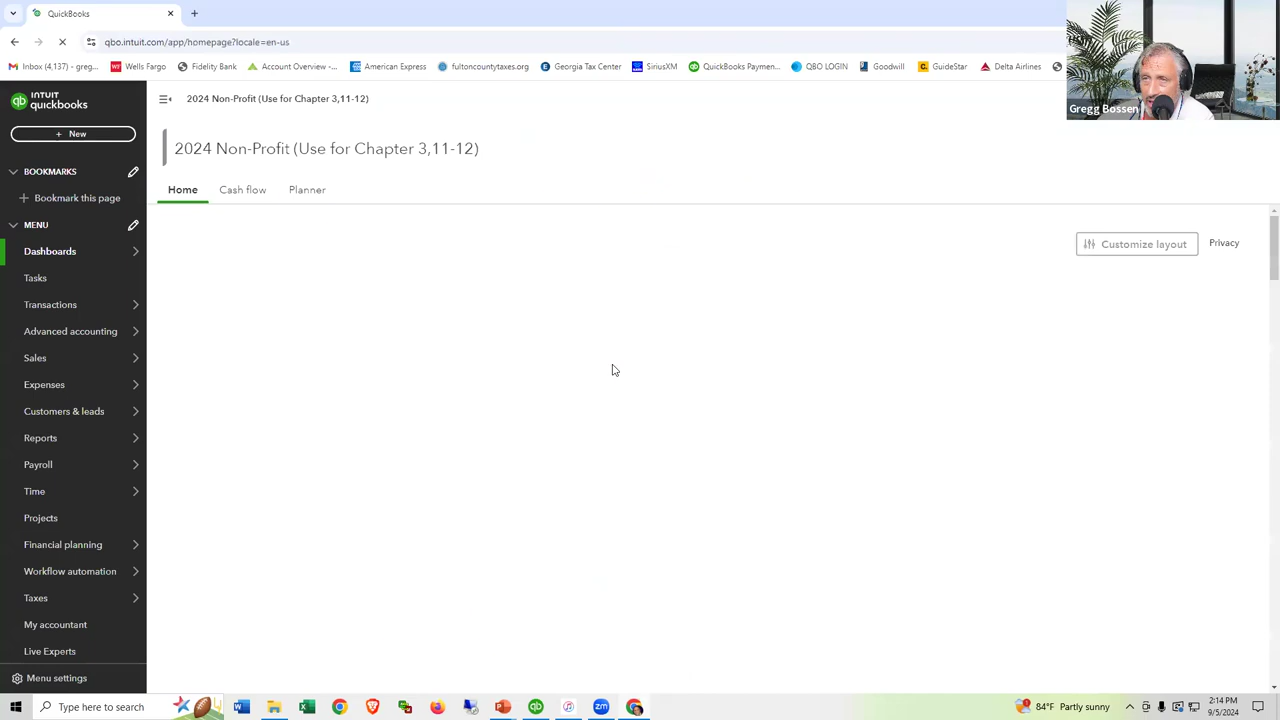 QuickBooks
qbo.intuit.com/app/homepage?locale=en-us
Inbox (4,137) - greg...
Wells Fargo
Fidelity Bank
Account Overview -...
American Express
fultoncountytaxes.org
Georgia Tax Center
SiriusXM
QuickBooks Paymen...
QBO LOGIN
Goodwill
GuideStar
Delta Airlines
Gregg Bossen
INTUIT
quickbooks
2024 Non-Profit (Use for Chapter 3,11-12)
+ New
2024 Non-Profit (Use for Chapter 3,11-12)
BOOKMARKS
Home
Cash flow
Planner
Bookmark this page
MENU
Customize layout
Privacy
Dashboards
Tasks
Transactions
Advanced accounting
Sales
Expenses
Customers & leads
Reports
Payroll
Time
Projects
Financial planning
Workflow automation
Taxes
My accountant
Live Experts
Menu settings
Type here to search
84°F Partly sunny
2:14 PM
9/5/2024